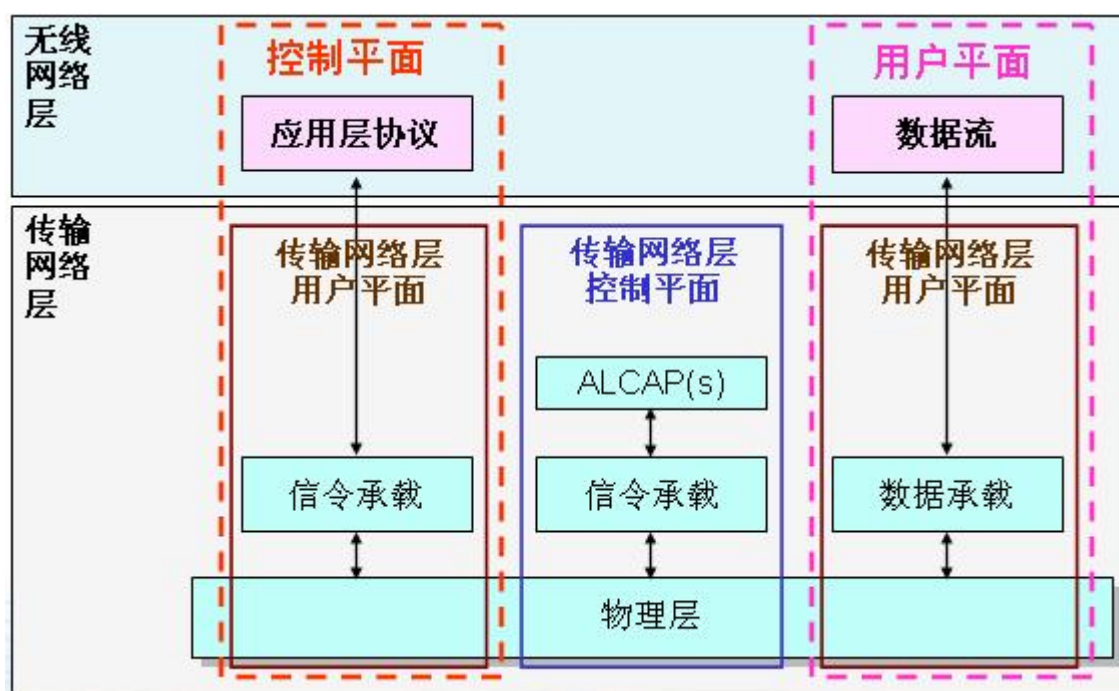 无线
网络
层
控制平面
用户平面
应用层协议
数据流
传输
网络
层
传输网络层
用户平面
传输网络层
控制平面
传输网络层
用户平面
ALCAP(s)
信令承载
信令承载
数据承载
物理层